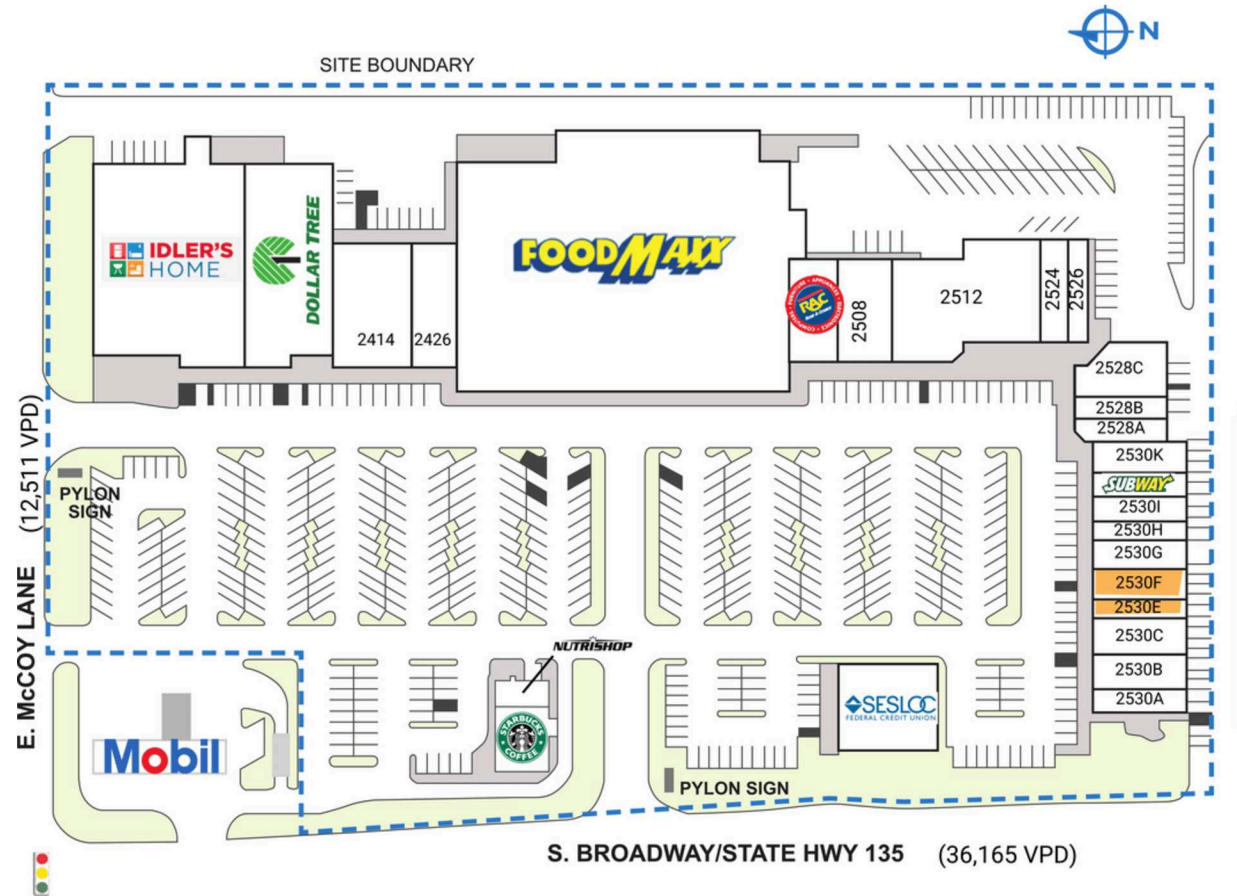 N
SITE BOUNDARY
IDLER'S
HOME
DOLLAR TREE
FOODMAXX
RAC
2414
2426
2508
2512
2524
2526
2528C
2528B
2528A
2530K
SUBWAY
2530I
2530H
2530G
2530F
2530E
2530C
2530B
2530A
E. McCOY LANE (12,511 VPD)
PYLON
SIGN
NUTRISHOP
STARBUCKS
COFFEE
SESLOC
FEDERAL CREDIT UNION
Mobil
PYLON SIGN
S. BROADWAY/STATE HWY 135 (36,165 VPD)